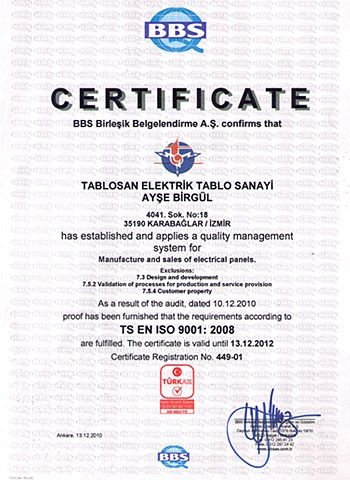 BBS
CERTIFICATE
BBS Birleşik Belgelendirme A.Ş. confirms that
TABLOSAN ELEKTRİK TABLO SANAYİ
AYŞE BİRGÜL
4041. Sok. No:18
35190 KARABAĞLAR / İZMİR
has established and applies a quality management
system for
Manufacture and sales of electrical panels.
Exclusions:
7.3 Design and development
7.5.2 Validation of processes for production and service provision
7.5.4 Customer property
As a result of the audit, dated 10.12.2010
proof has been furnished that the requirements according to
TS EN ISO 9001: 2008
are fulfilled. The certificate is valid until 13.12.2012
Certificate Registration No. 449-01
TÜRKAK
Ankara, 13.12.2010
BBS